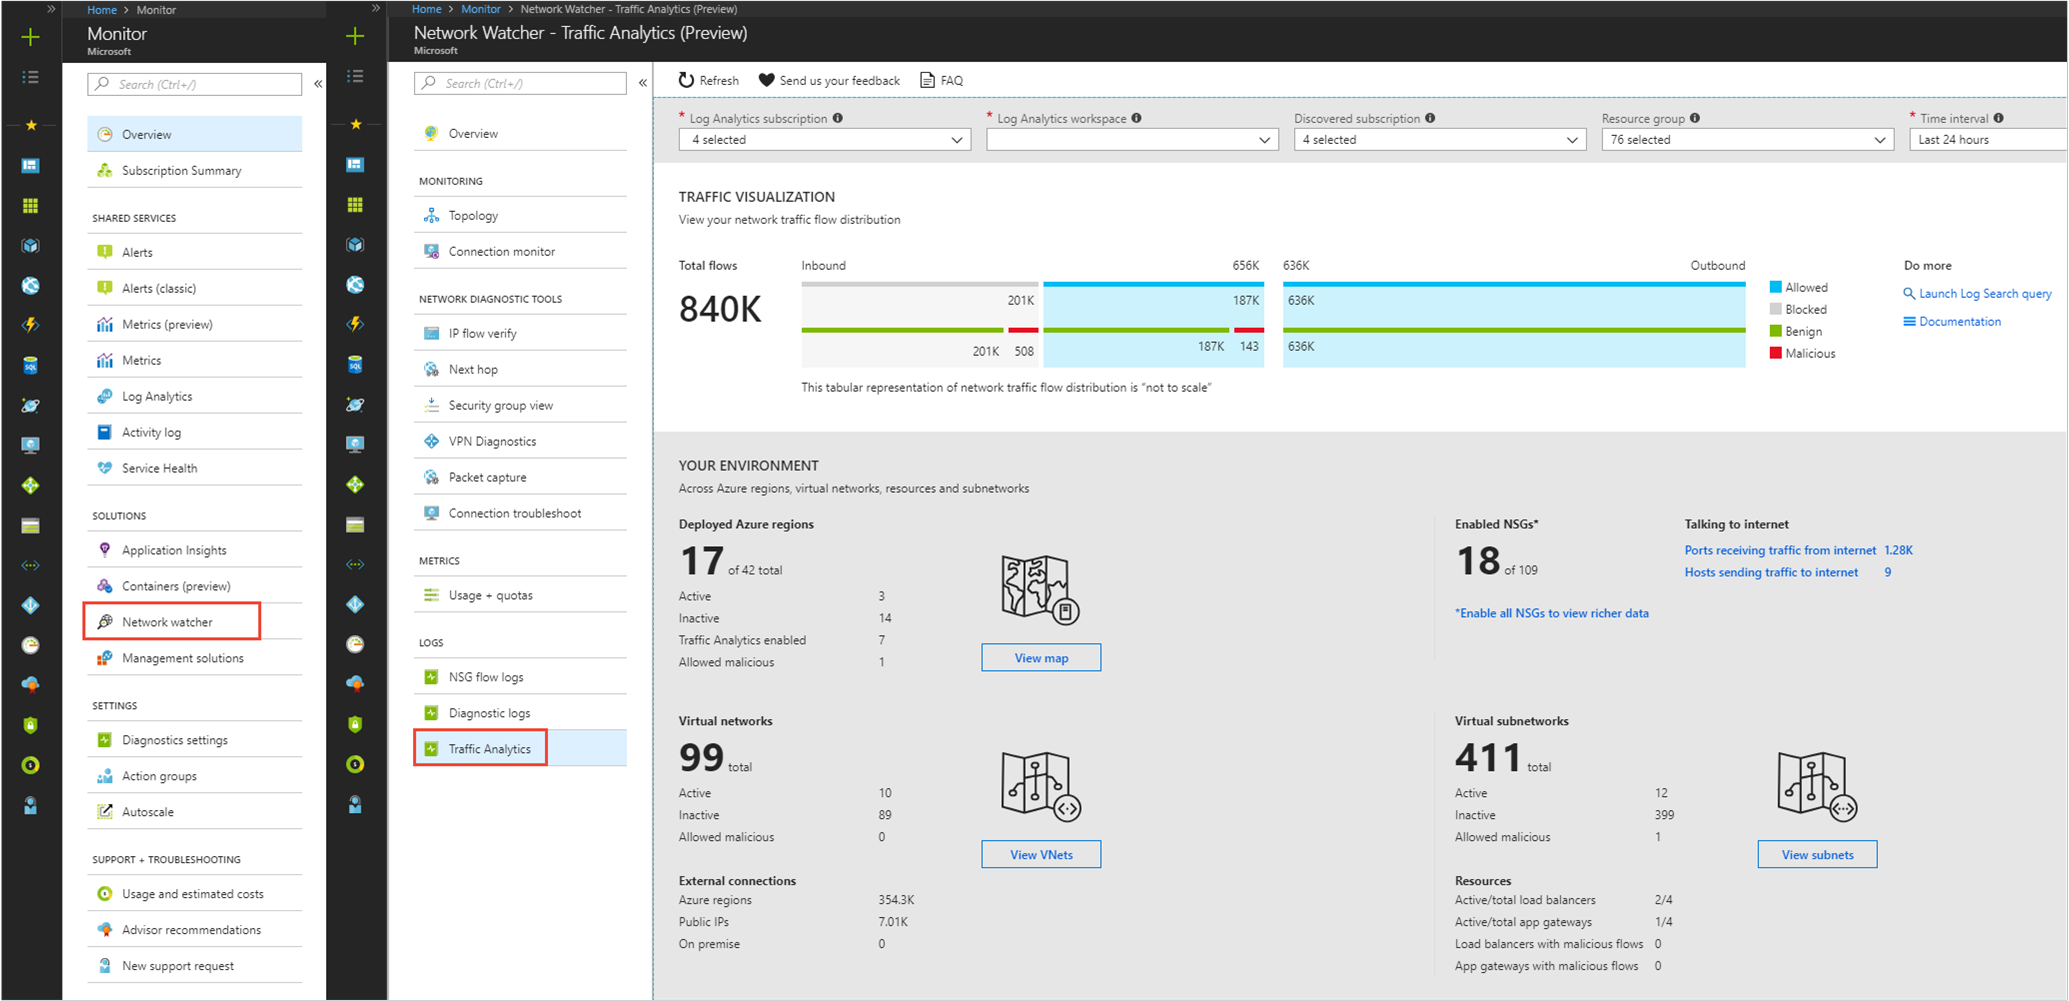 Home > Monitor
Monitor
Microsoft
Search (Ctrl+/)
Overview
Subscription Summary
SHARED SERVICES
Alerts
Alerts (classic)
Metrics (preview)
Metrics
Log Analytics
Activity log
Service Health
SOLUTIONS
Application Insights
Containers (preview)
Network watcher
Management solutions
SETTINGS
Diagnostics settings
Action groups
Autoscale
SUPPORT + TROUBLESHOOTING
Usage and estimated costs
Advisor recommendations
New support request
SQL
SQL
Home > Monitor > Network Watcher - Traffic Analytics (Preview)
Network Watcher - Traffic Analytics (Preview)
Microsoft
Search (Ctrl+/)
Overview
MONITORING
Topology
Connection monitor
NETWORK DIAGNOSTIC TOOLS
IP flow verify
Next hop
Security group view
VPN Diagnostics
Packet capture
Connection troubleshoot
METRICS
Usage + quotas
LOGS
NSG flow logs
Diagnostic logs
Traffic Analytics
Refresh Send us your feedback FAQ
* Log Analytics subscription * Log Analytics workspace Discovered subscription Resource group * Time interval
4 selected 4 selected 76 selected Last 24 hours
TRAFFIC VISUALIZATION
View your network traffic flow distribution
Total flows Inbound 656K 636K Outbound Do more
840K
201K 187K 636K
201K 508 187K 143 636K
Allowed
Blocked
Benign
Malicious
Launch Log Search query
Documentation
This tabular representation of network traffic flow distribution is "not to scale"
YOUR ENVIRONMENT
Across Azure regions, virtual networks, resources and subnetworks
Deployed Azure regions
17 of 42 total
Active 3
Inactive 14
Traffic Analytics enabled 7
Allowed malicious 1
View map
Enabled NSGs*
18 of 109
*Enable all NSGs to view richer data
Talking to internet
Ports receiving traffic from internet 1.28K
Hosts sending traffic to internet 9
Virtual networks
99 total
Active 10
Inactive 89
Allowed malicious 0
View VNets
Virtual subnetworks
411 total
Active 12
Inactive 399
Allowed malicious 1
View subnets
External connections
Azure regions 354.3K
Public IPs 7.01K
On premise 0
Resources
Active/total load balancers 2/4
Active/total app gateways 1/4
Load balancers with malicious flows 0
App gateways with malicious flows 0